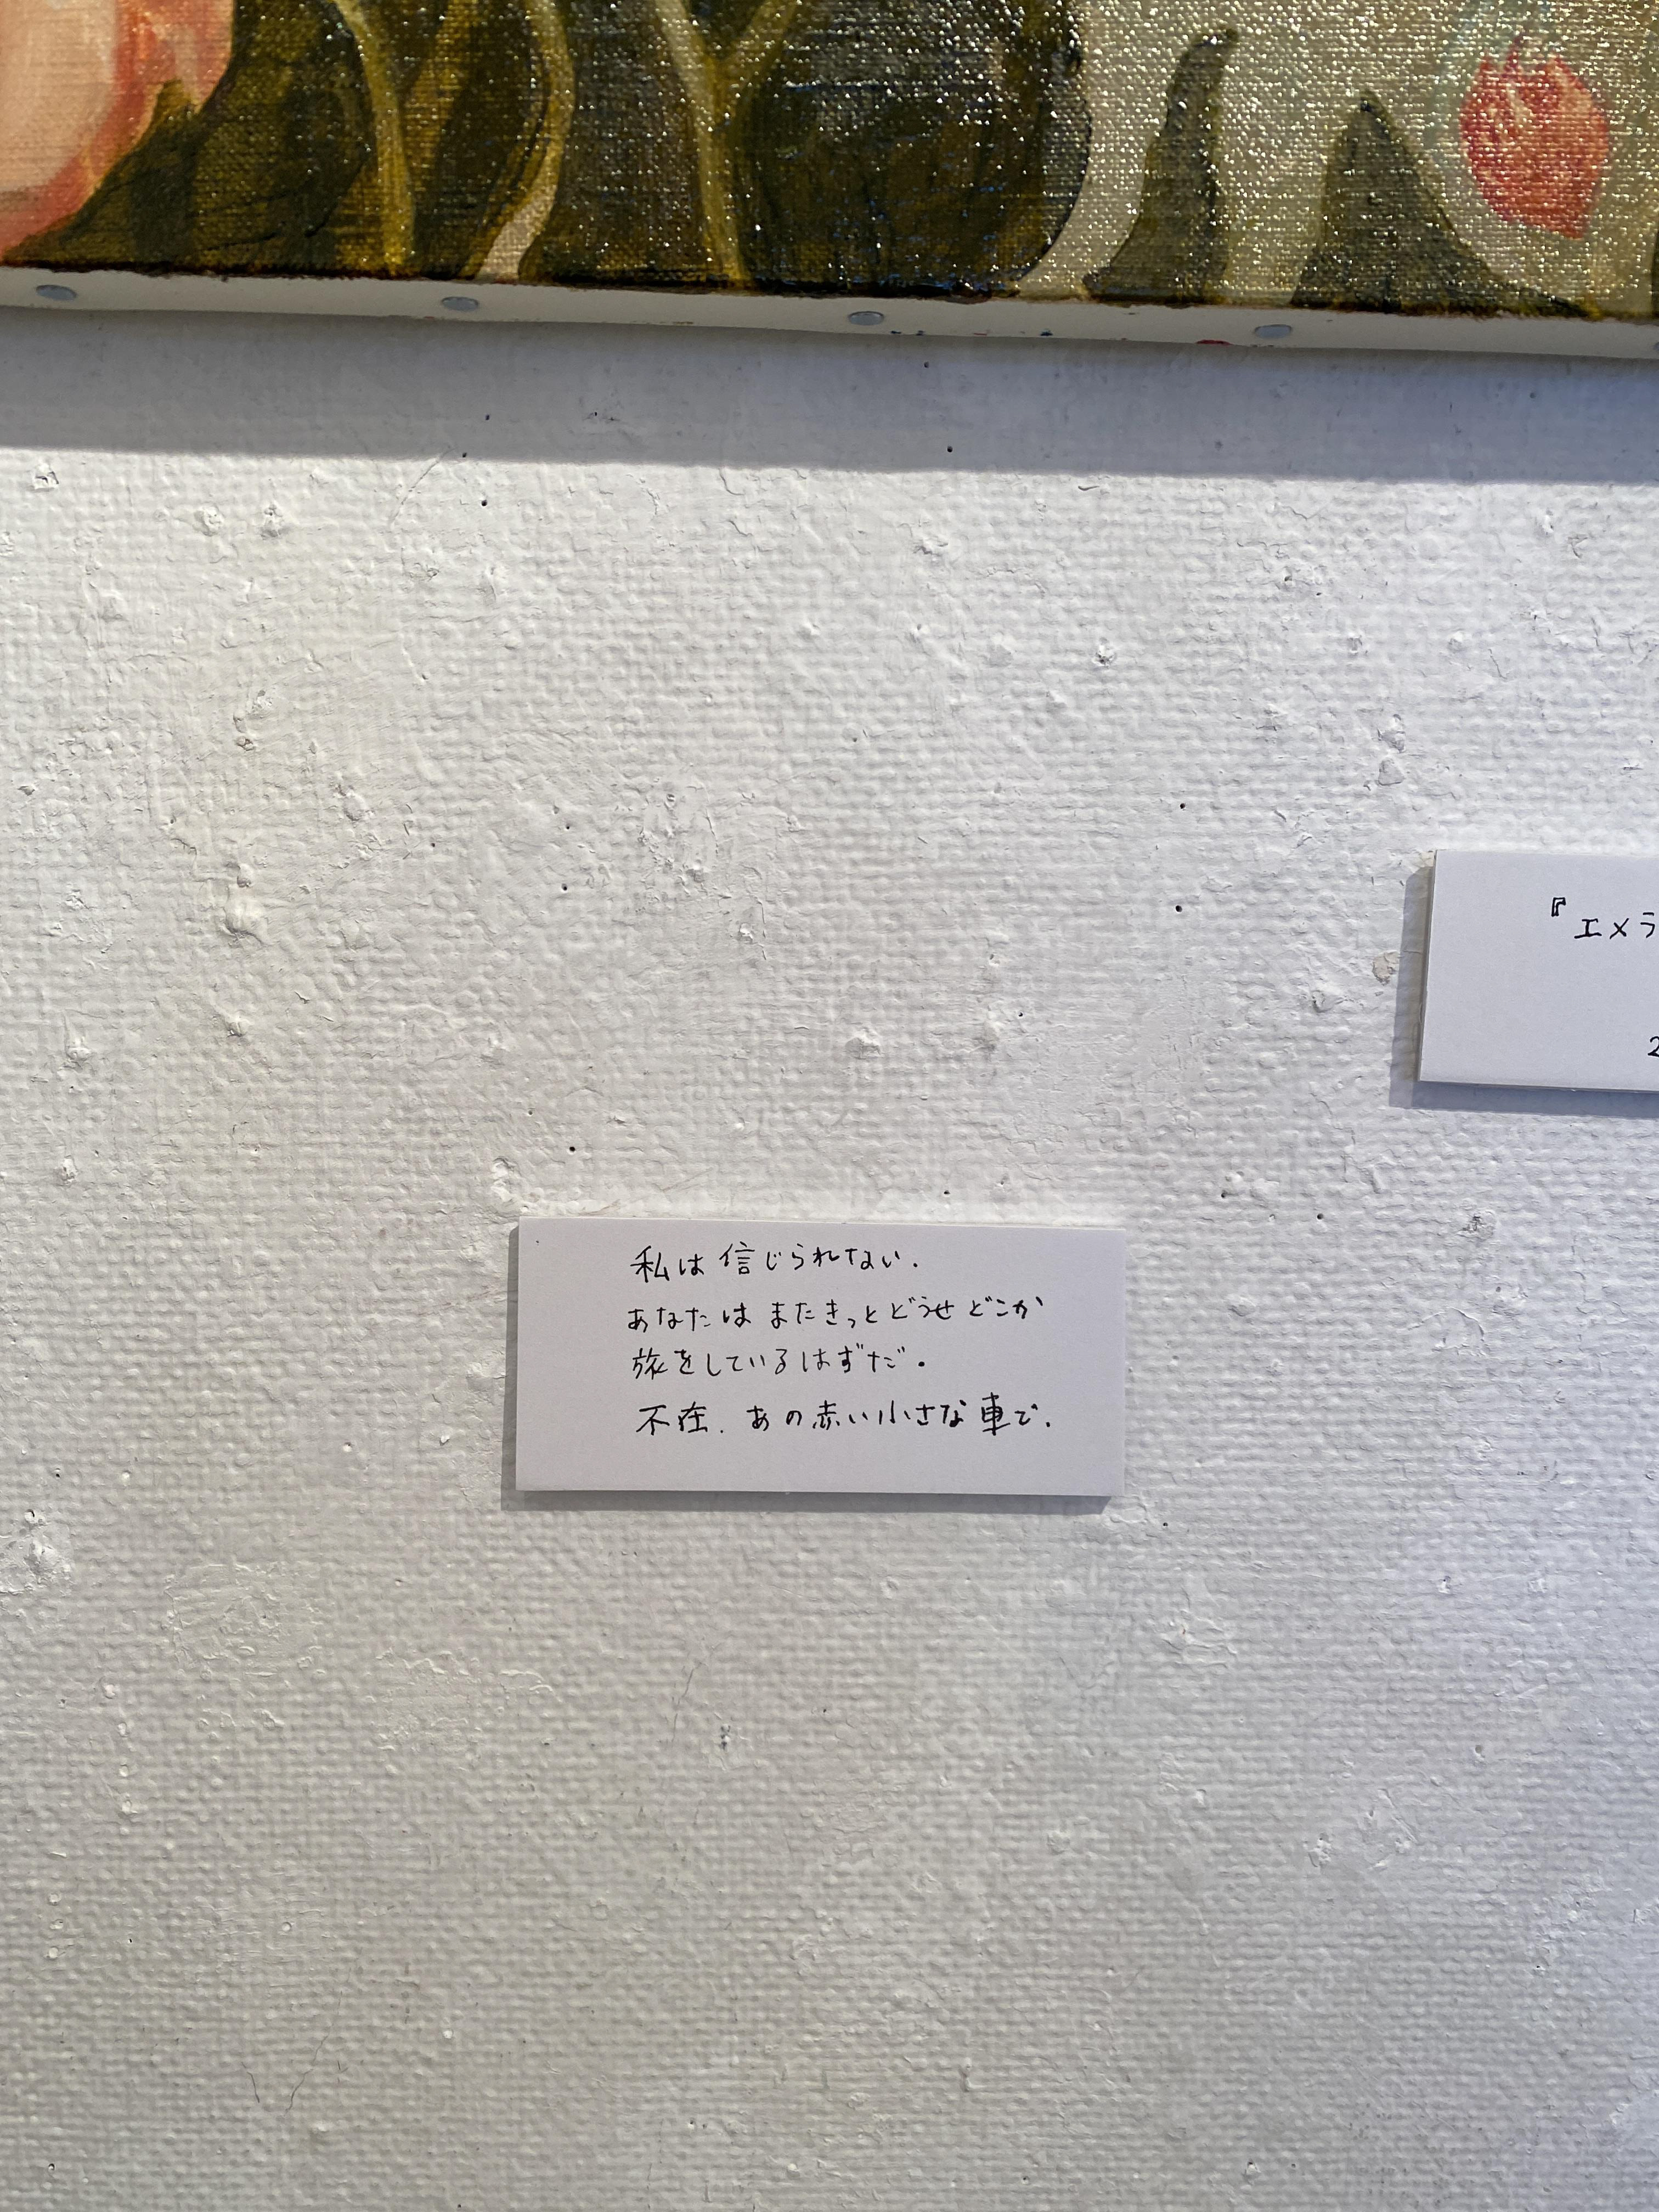 私は信じられない.
あなたは またきっとどうせ どこか
旅をしているはずだ.
不在. あの赤い小さな車で.
『エメラ
2